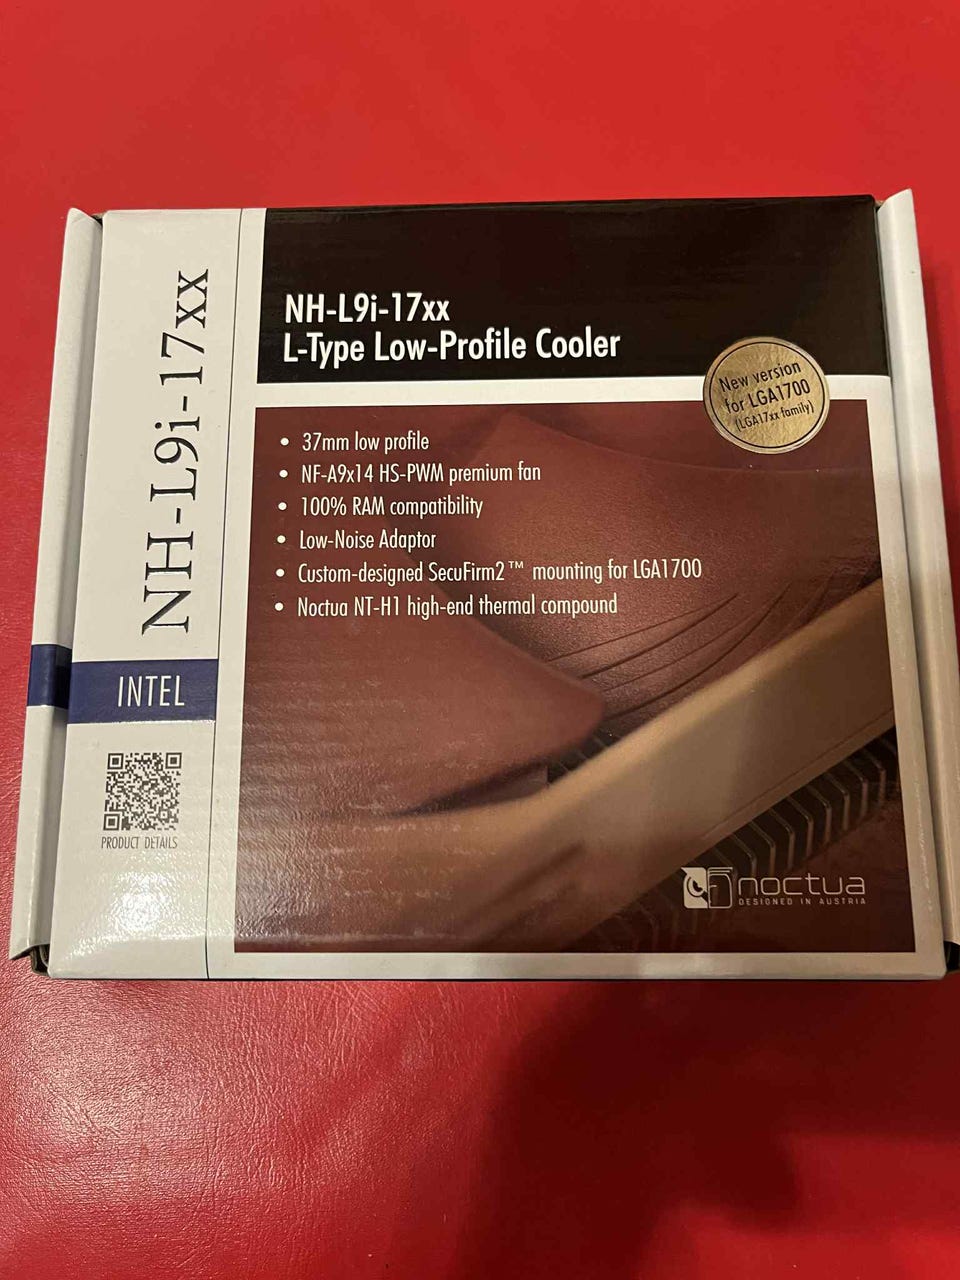 NH-L9i-17xx
INTEL
PRODUCT DETAILS
NH-L9i-17xx
L-Type Low-Profile Cooler
New version
for LGA1700
(LGA17xx family)
• 37mm low profile
• NF-A9x14 HS-PWM premium fan
• 100% RAM compatibility
• Low-Noise Adaptor
• Custom-designed SecuFirm2™ mounting for LGA1700
• Noctua NT-H1 high-end thermal compound
noctua
DESIGNED IN AUSTRIA